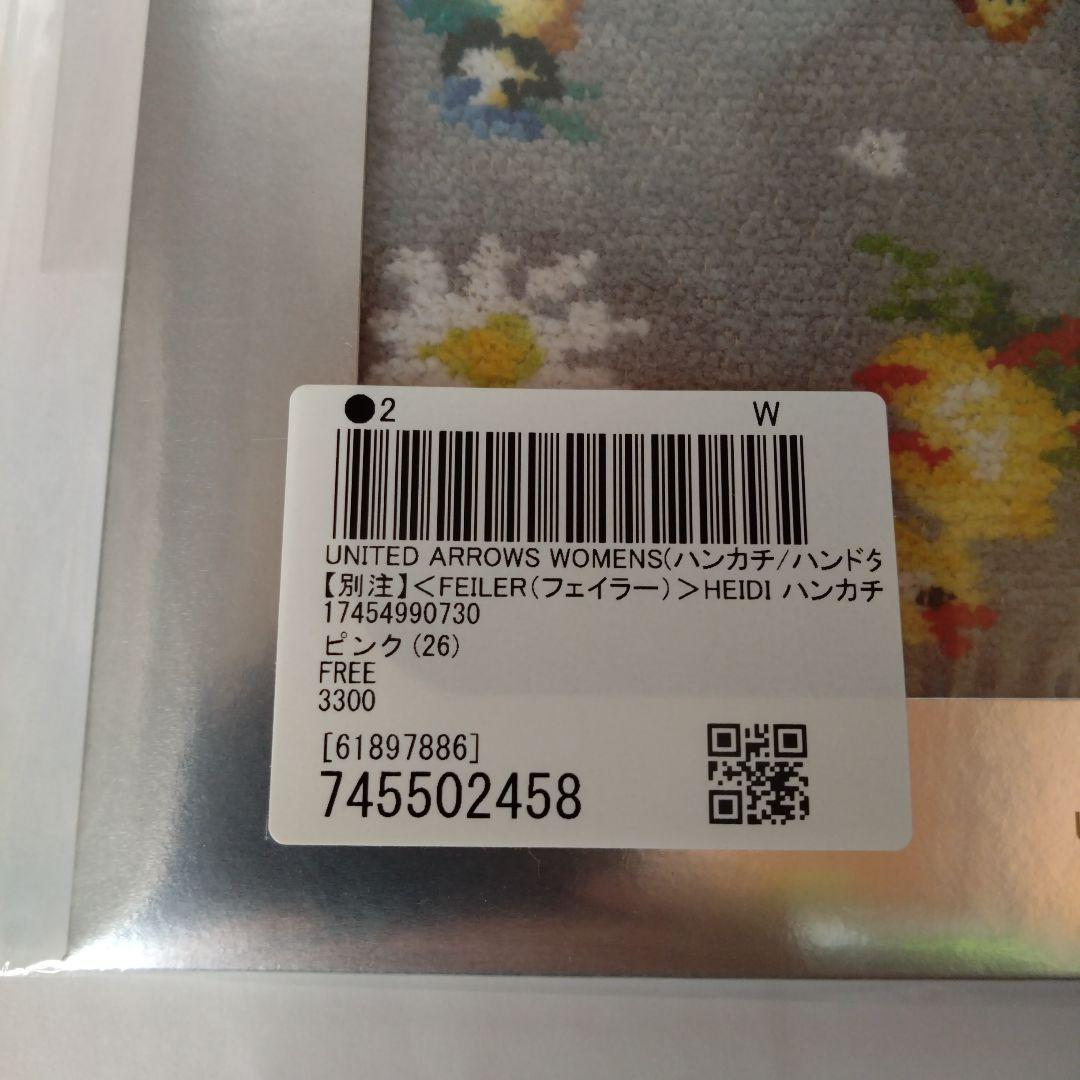 ●2 W
UNITED ARROWS WOMENS(ハンカチ/ハンドタ
【別注】＜FEILER(フェイラー)＞HEIDI ハンカチ
17454990730
ピンク(26)
FREE
3300
[61897886]
745502458